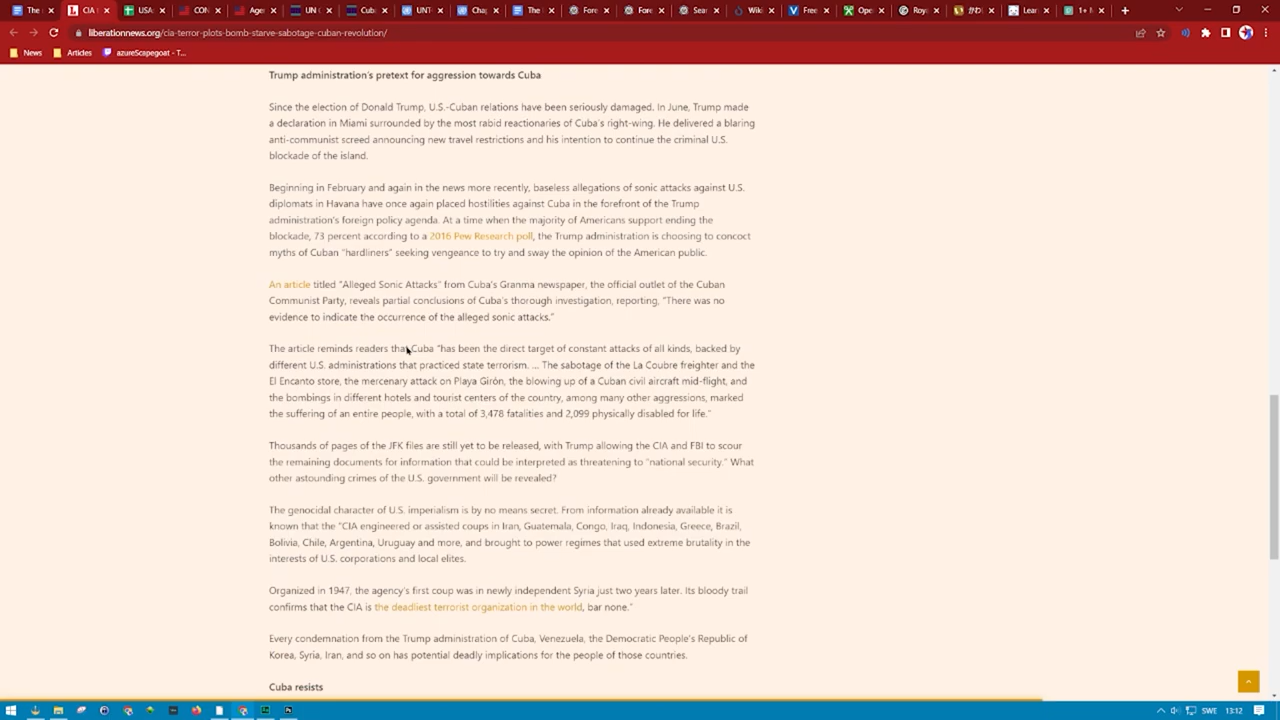 The
CIA
USA
CON
Age
UN
Cub
UNT
Cha
The
Fore
Fore
Sear
Wiki
Free
Ope
Roy
Lear
1+
liberationnews.org/cia-terror-plots-bomb-starve-sabotage-cuban-revolution/
News
Articles
azureScapegoat - T...
Trump administration's pretext for aggression towards Cuba
Since the election of Donald Trump, U.S.-Cuban relations have been seriously damaged. In June, Trump made
a declaration in Miami surrounded by the most rabid reactionaries of Cuba's right-wing. He delivered a blaring
anti-communist screed announcing new travel restrictions and his intention to continue the criminal U.S.
blockade of the island.
Beginning in February and again in the news more recently, baseless allegations of sonic attacks against U.S.
diplomats in Havana have once again placed hostilities against Cuba in the forefront of the Trump
administration's foreign policy agenda. At a time when the majority of Americans support ending the
blockade, 73 percent according to a 2016 Pew Research poll, the Trump administration is choosing to concoct
myths of Cuban "hardliners" seeking vengeance to try and sway the opinion of the American public.
An article titled "Alleged Sonic Attacks" from Cuba's Granma newspaper, the official outlet of the Cuban
Communist Party, reveals partial conclusions of Cuba's thorough investigation, reporting, "There was no
evidence to indicate the occurrence of the alleged sonic attacks."
The article reminds readers that Cuba "has been the direct target of constant attacks of all kinds, backed by
different U.S. administrations that practiced state terrorism. ... The sabotage of the La Coubre freighter and the
El Encanto store, the mercenary attack on Playa Girón, the blowing up of a Cuban civil aircraft mid-flight, and
the bombings in different hotels and tourist centers of the country, among many other aggressions, marked
the suffering of an entire people, with a total of 3,478 fatalities and 2,099 physically disabled for life."
Thousands of pages of the JFK files are still yet to be released, with Trump allowing the CIA and FBI to scour
the remaining documents for information that could be interpreted as threatening to "national security." What
other astounding crimes of the U.S. government will be revealed?
The genocidal character of U.S. imperialism is by no means secret. From information already available it is
known that the "CIA engineered or assisted coups in Iran, Guatemala, Congo, Iraq, Indonesia, Greece, Brazil,
Bolivia, Chile, Argentina, Uruguay and more, and brought to power regimes that used extreme brutality in the
interests of U.S. corporations and local elites.
Organized in 1947, the agency's first coup was in newly independent Syria just two years later. Its bloody trail
confirms that the CIA is the deadliest terrorist organization in the world, bar none."
Every condemnation from the Trump administration of Cuba, Venezuela, the Democratic People's Republic of
Korea, Syria, Iran, and so on has potential deadly implications for the people of those countries.
Cuba resists
SWE
13:12